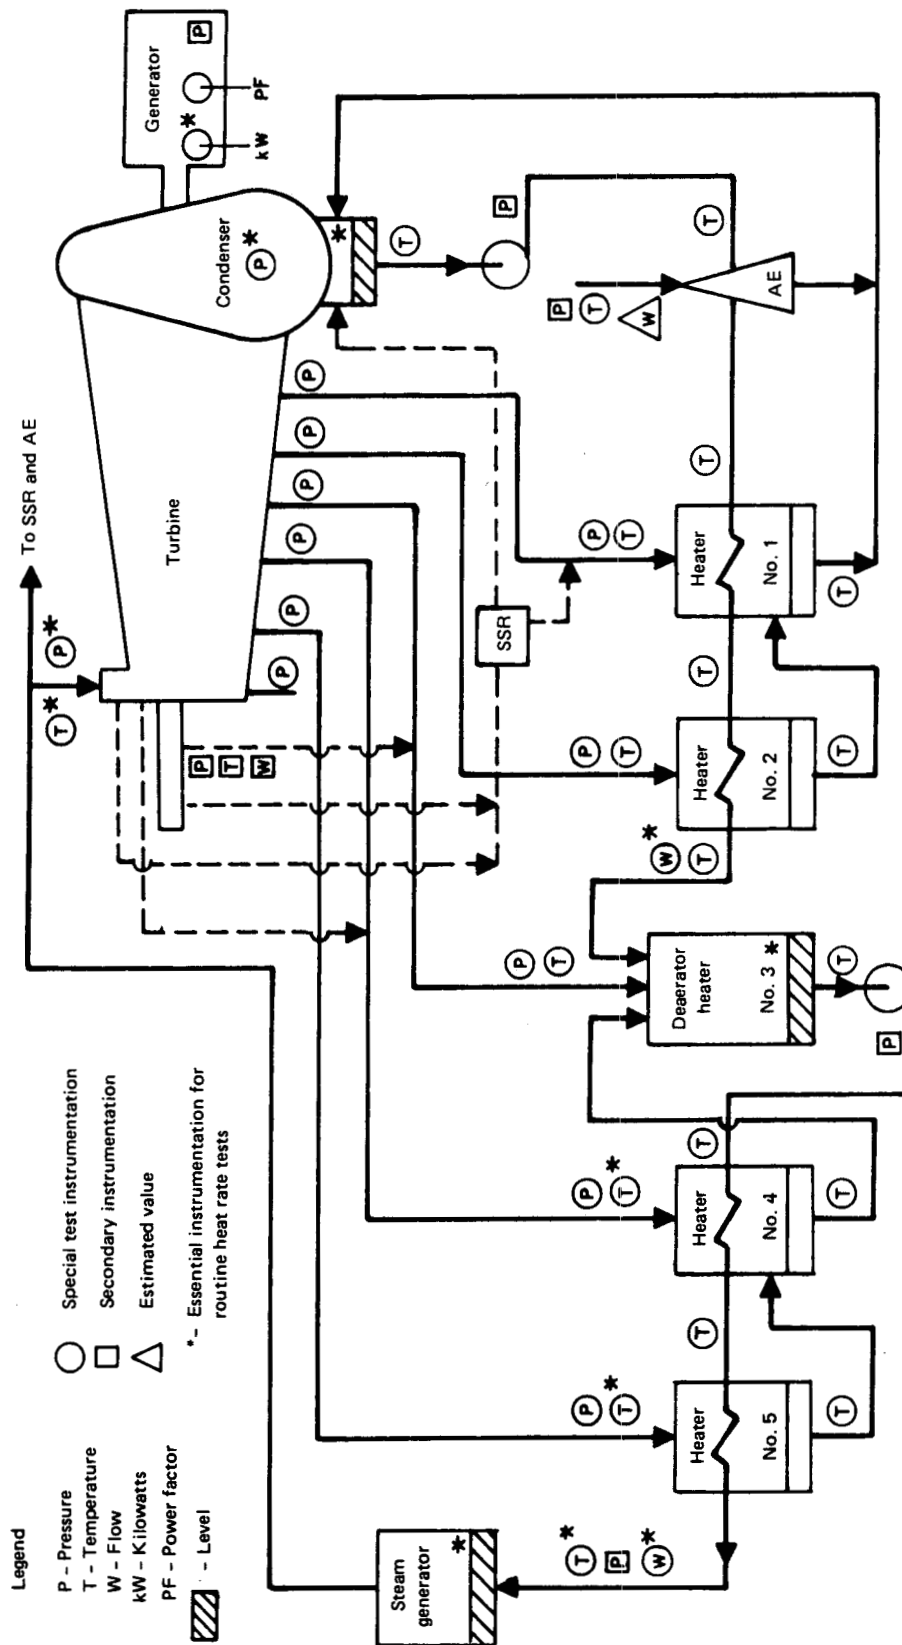 Legend
P – Pressure
T – Temperature
W – Flow
kW – Kilowatts
PF – Power factor
– Level
Special test instrumentation
Secondary instrumentation
Estimated value
*– Essential instrumentation for
routine heat rate tests
To SSR and AE
T*
P*
Turbine
Generator
P
*
kW
PF
Condenser
P*
*
T
P
T
P
T
W
AE
P
P
P
P
P
P
P
T
W
SSR
T
P
T
Heater
No. 1
T
T
P
T
Heater
No. 2
T
W*
T
P
T
Deaerator
heater
No. 3
*
T
P
T
P
T*
Heater
No. 4
T
T
P
T*
Heater
No. 5
T
T*
P
W*
Steam
generator
*